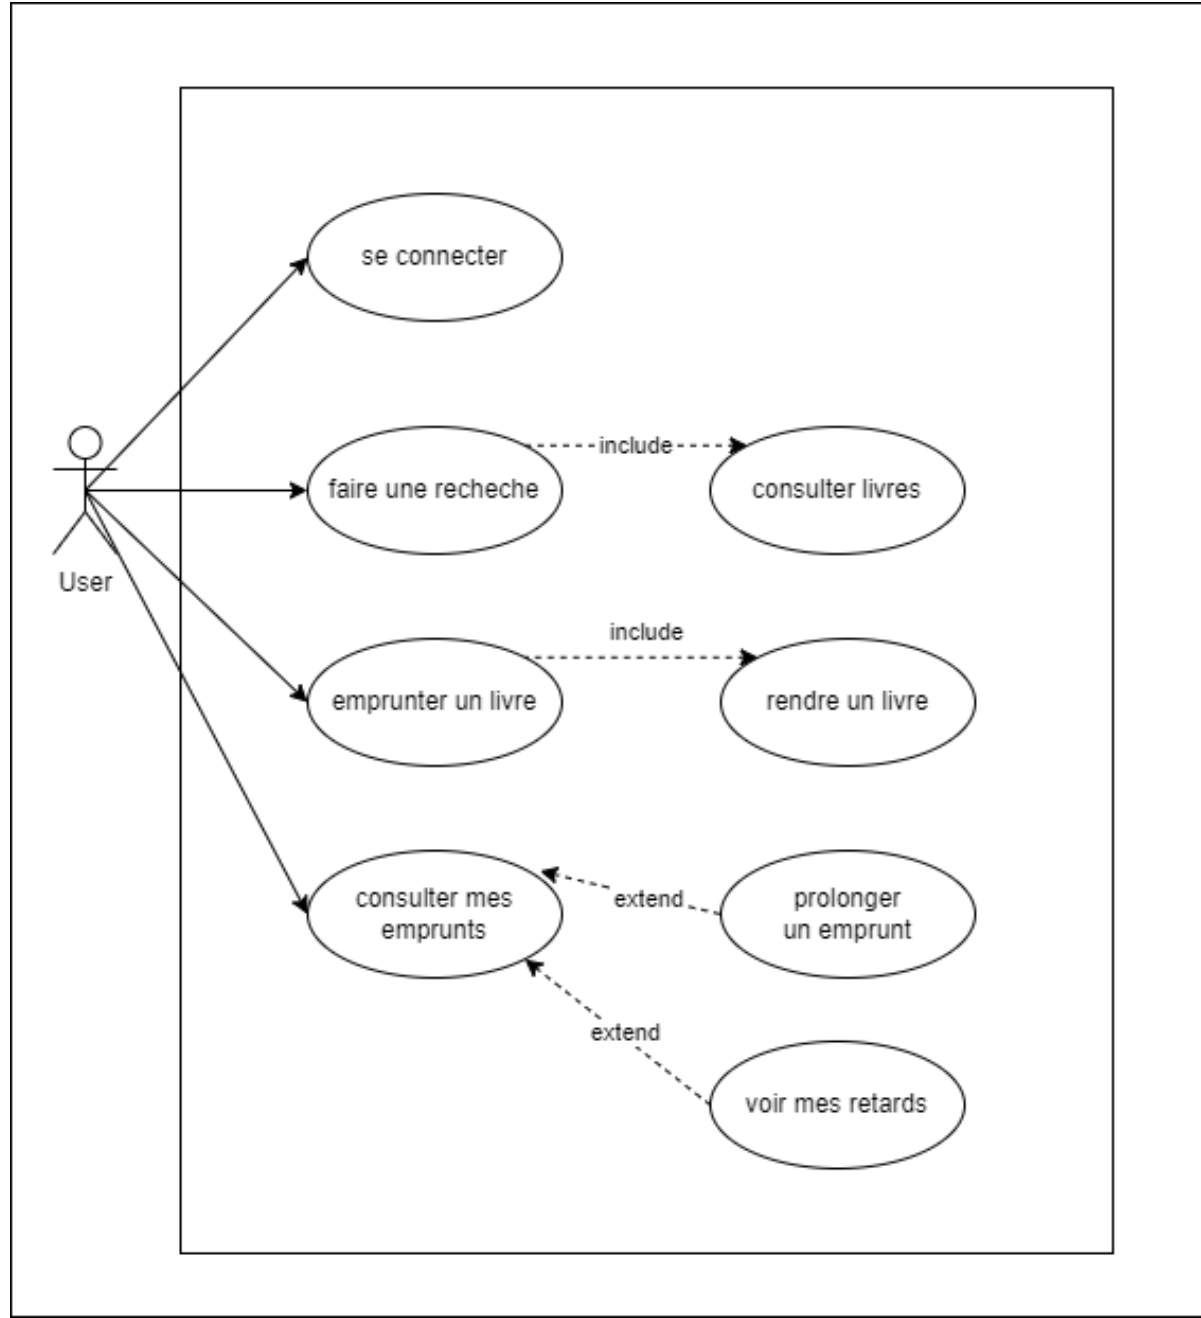 se connecter
include
faire une recheche
consulter livres
User
include
emprunter un livre
rendre un livre
consulter mes
emprunts
extend
prolonger
un emprunt
extend
voir mes retards